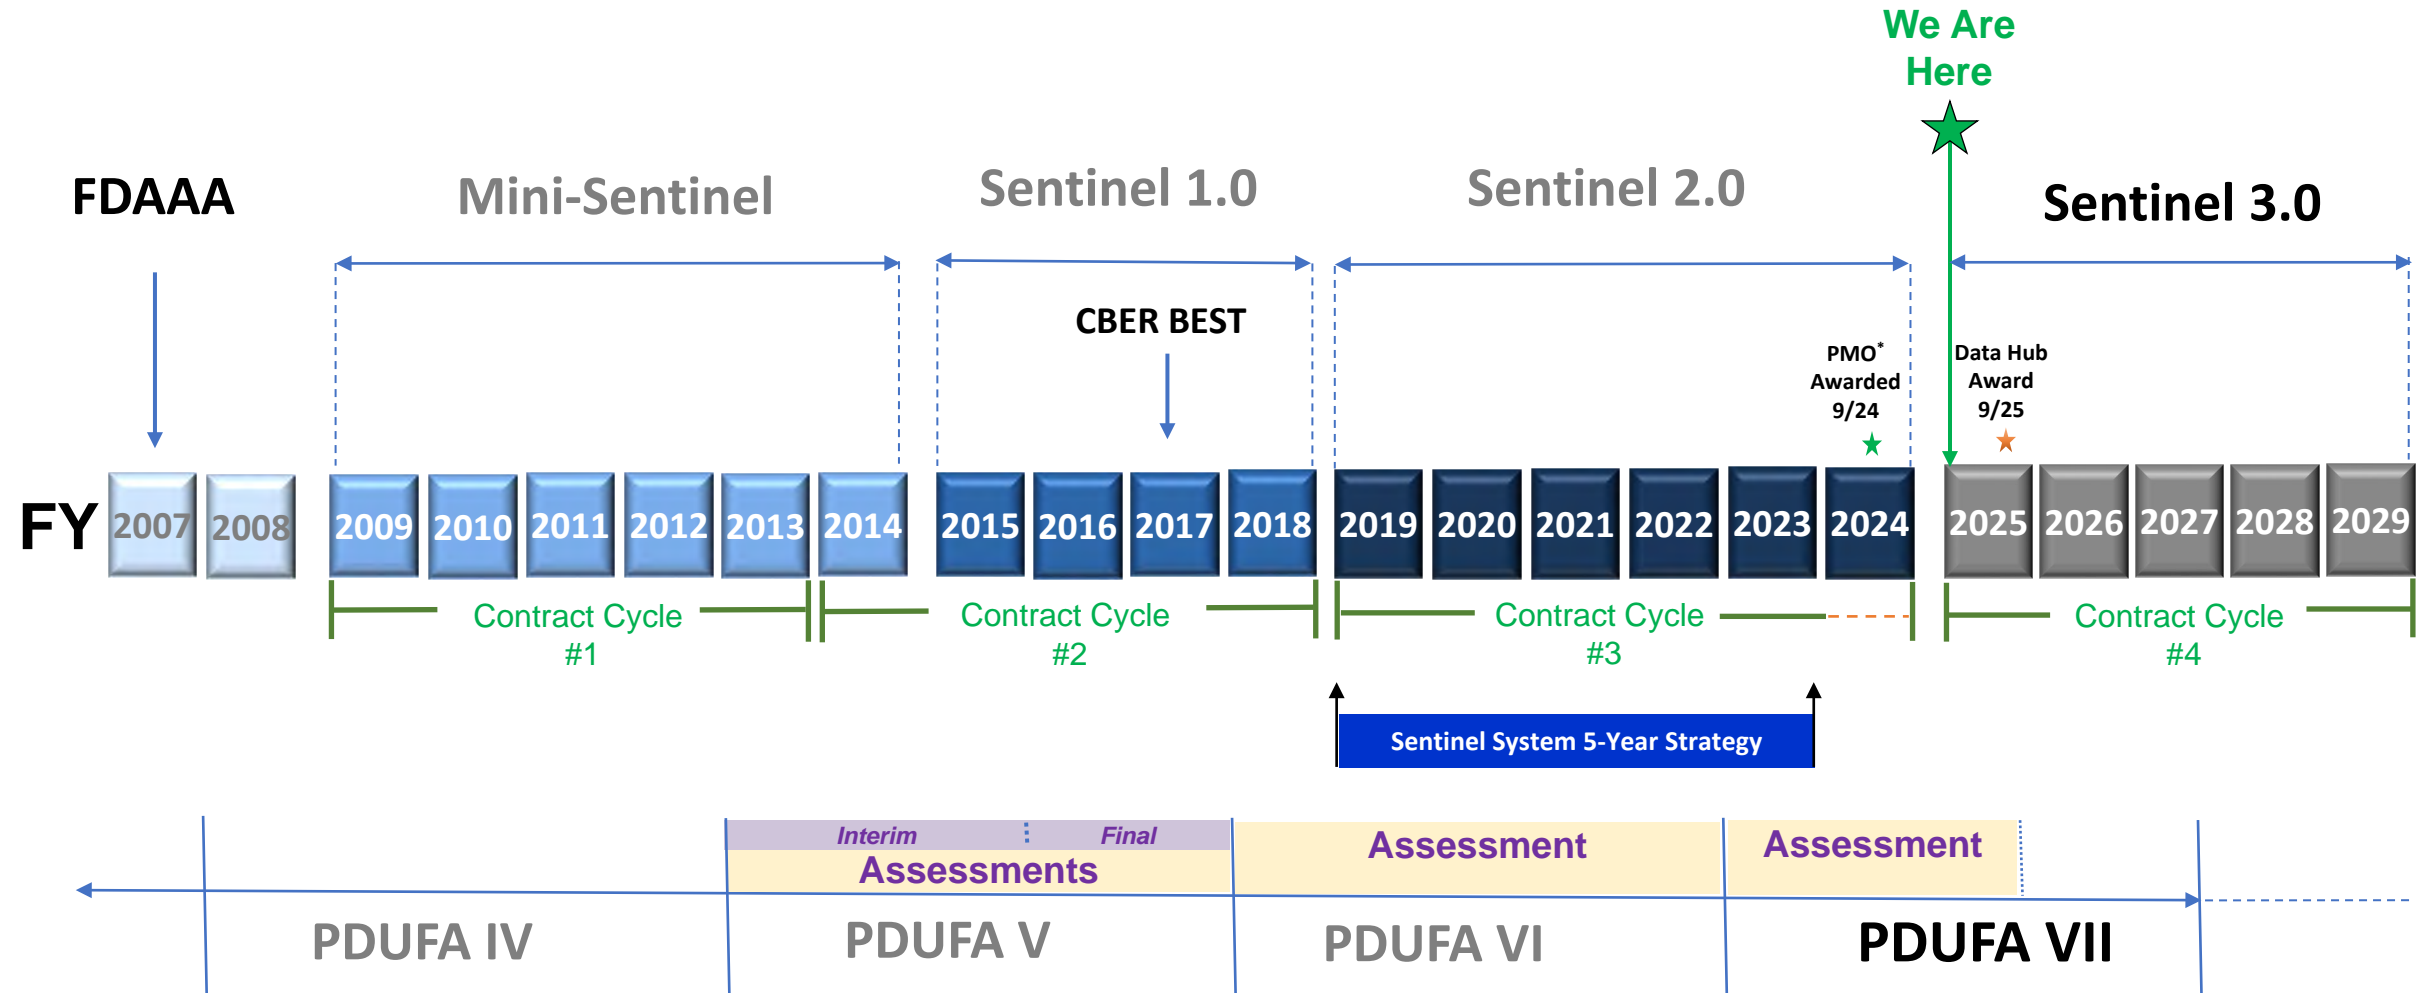 We Are
Here
FDAAA
Mini-Sentinel
Sentinel 1.0
Sentinel 2.0
Sentinel 3.0
CBER BEST
PMO*
Awarded
9/24
Data Hub
Award
9/25
FY 2007 2008 2009 2010 2011 2012 2013 2014 2015 2016 2017 2018 2019 2020 2021 2022 2023 2024 2025 2026 2027 2028 2029
Contract Cycle
#1
Contract Cycle
#2
Contract Cycle
#3
Contract Cycle
#4
Sentinel System 5-Year Strategy
Interim Final
Assessments
Assessment
Assessment
PDUFA IV
PDUFA V
PDUFA VI
PDUFA VII